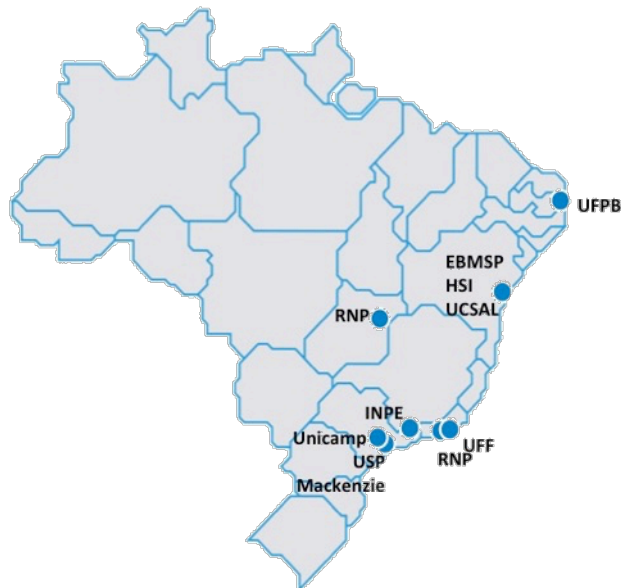 UFPB
EBMSP
HSI
UCSAL
RNP
INPE
Unicamp
UFF
USP
RNP
Mackenzie